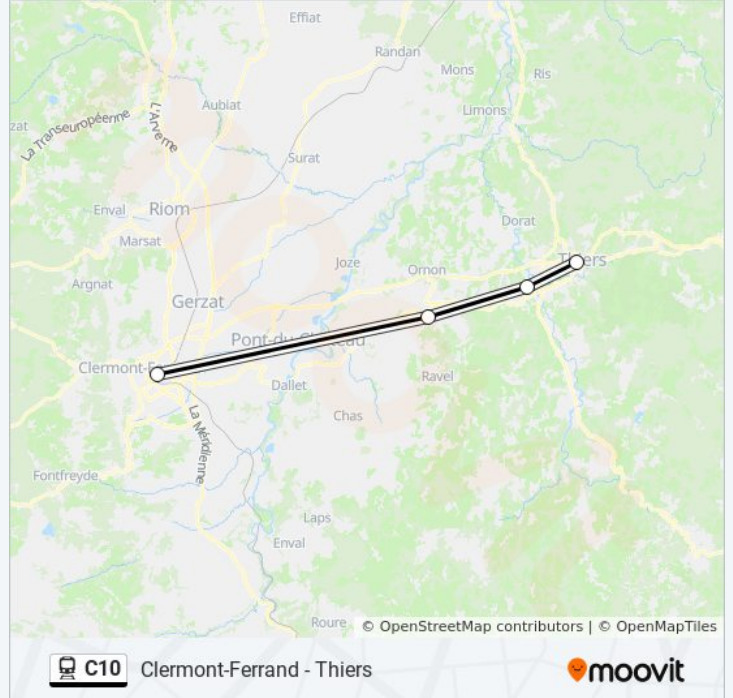 Effiat
Randan
Mons
Ris
zat
La Transeuropéenne
L'Arverne
Aubiat
Limons
Surat
Enval
Riom
Dorat
Marsat
Thiers
Joze
Ornon
Argnat
Gerzat
Pont-du-Château
Clermont-F
Dallet
Ravel
Chas
La Méridienne
Fontfreyde
Laps
Enval
Roure
© OpenStreetMap contributors | © OpenMapTiles
C10 Clermont-Ferrand - Thiers
moovit